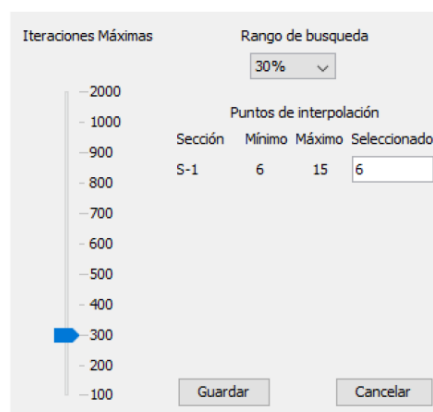 Iteraciones Máximas
Rango de busqueda
30%
2000
1000
900
800
700
600
500
400
300
200
100
Puntos de interpolación
Sección Mínimo Máximo Seleccionado
S-1 6 15 6
Guardar Cancelar